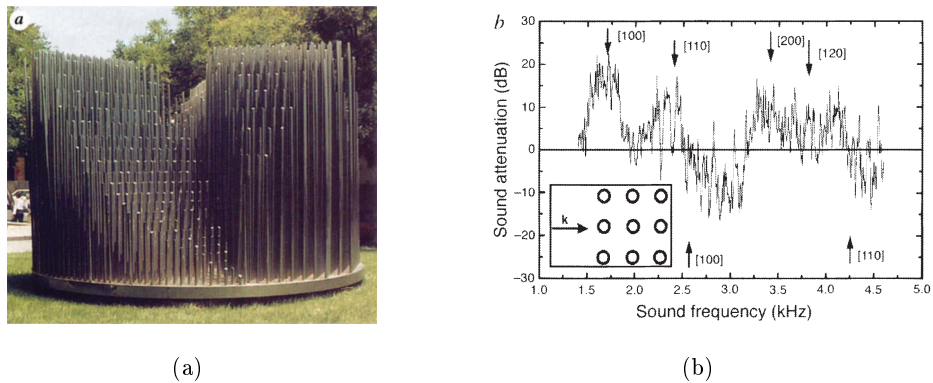 a
b
[100]
[110]
[200]
[120]
30
20
10
0
−10
−20
−30
Sound attenuation (dB)
k
[100]
[110]
1.0 1.5 2.0 2.5 3.0 3.5 4.0 4.5 5.0
Sound frequency (kHz)
(a)
(b)